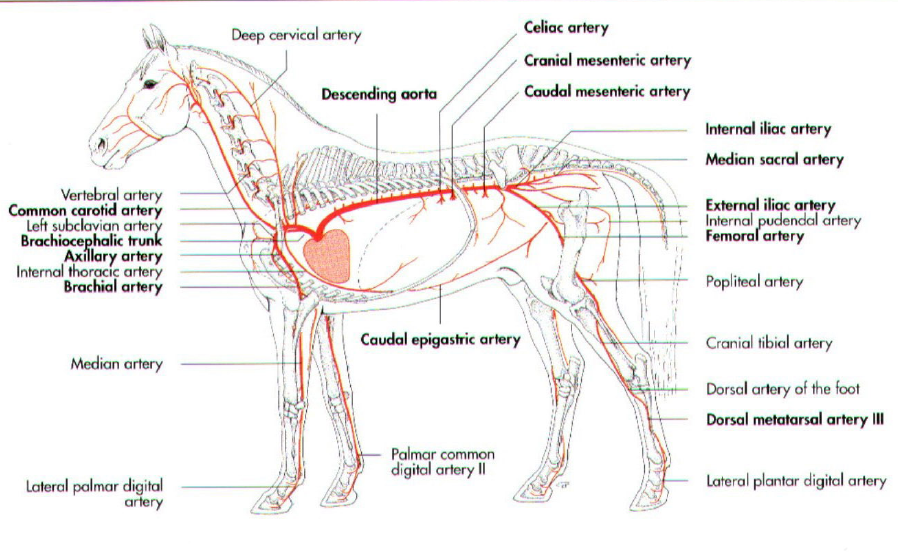 Deep cervical artery
Celiac artery
Cranial mesenteric artery
Descending aorta
Caudal mesenteric artery
Internal iliac artery
Median sacral artery
Vertebral artery
Common carotid artery
Left subclavian artery
Brachiocephalic trunk
Axillary artery
Internal thoracic artery
Brachial artery
External iliac artery
Internal pudendal artery
Femoral artery
Popliteal artery
Caudal epigastric artery
Cranial tibial artery
Median artery
Dorsal artery of the foot
Dorsal metatarsal artery III
Palmar common
digital artery II
Lateral palmar digital
artery
Lateral plantar digital artery